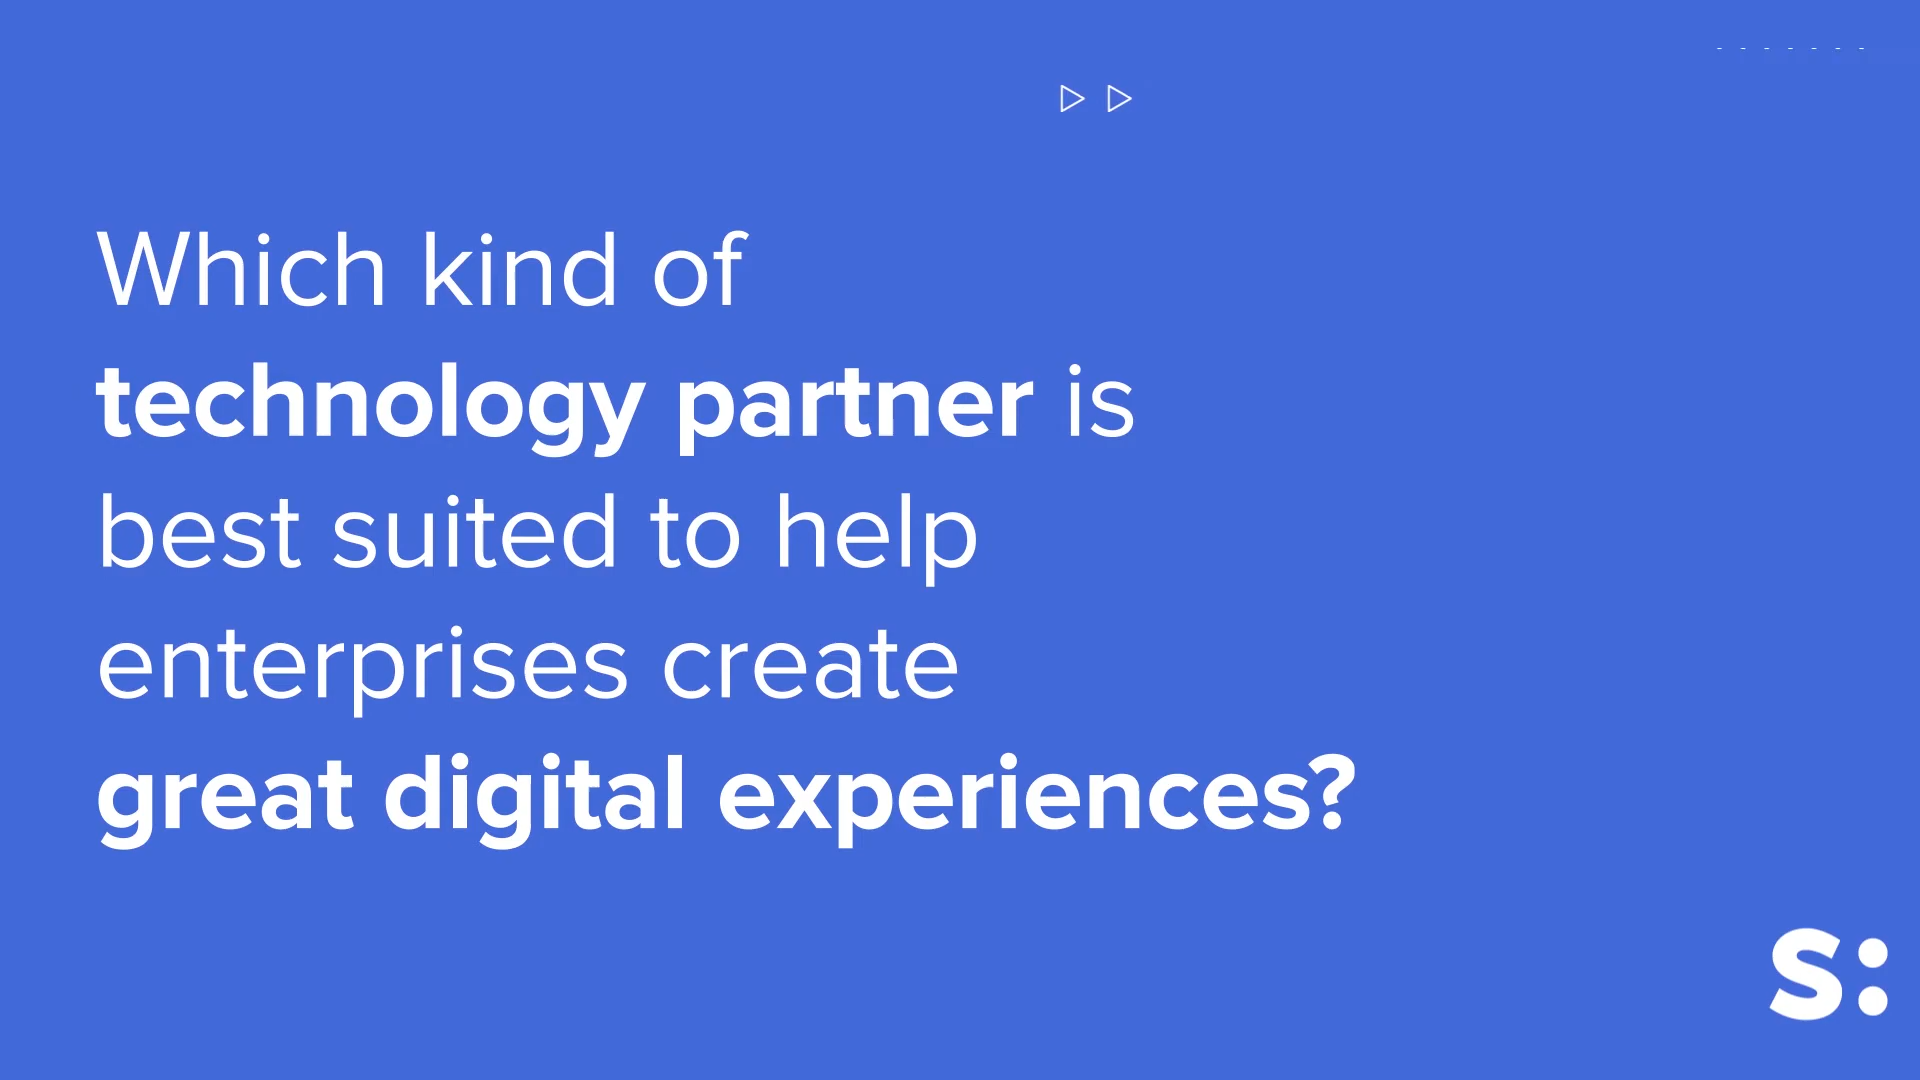 Which kind of
technology partner is
best suited to help
enterprises create
great digital experiences?
S: